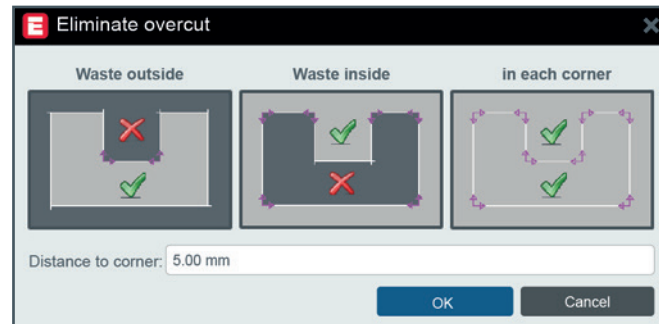 E Eliminate overcut
Waste outside
Waste inside
in each corner
Distance to corner: 5.00 mm
OK
Cancel